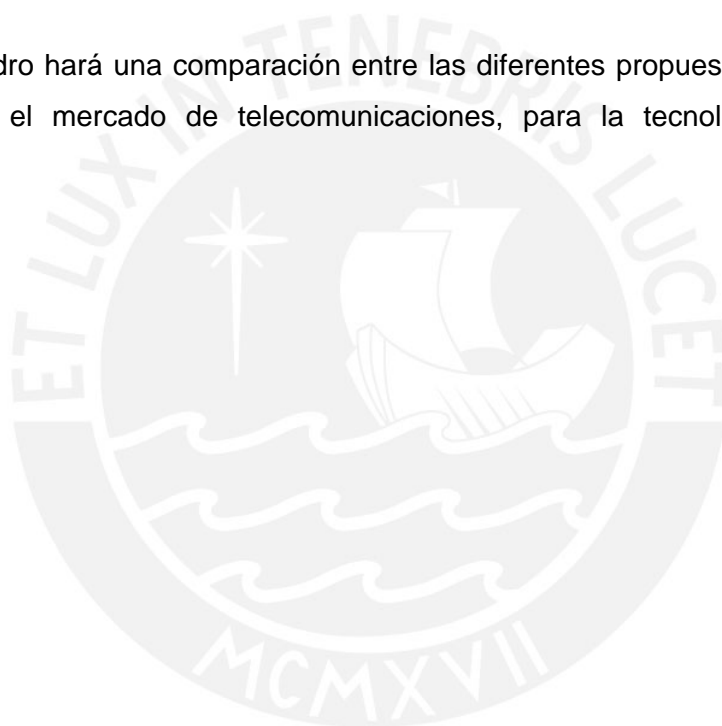 dro hará una comparación entre las diferentes propues
el mercado de telecomunicaciones, para la tecnol
ET LUX IN TENEBRIS LUCET
MCMXVII